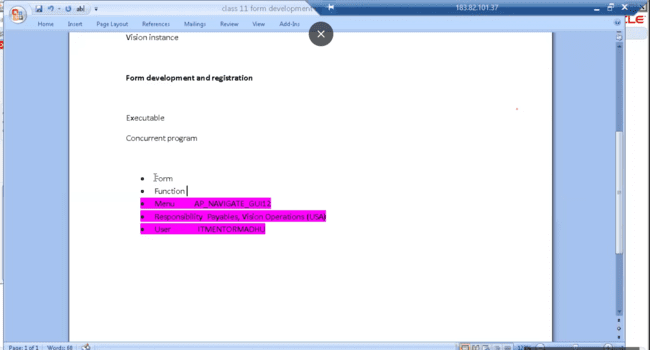 class 11 form development
183.82.101.37
CLE
Home Insert Page Layout References Mailings Review View Add-Ins
Vision instance
Form development and registration
Executable
Concurrent program
• Form
• Function
• Menu AP_NAVIGATE_GUI12
• Responsibility Payables, Vision Operations (USA)
• User ITMENTORMADHU
Page: 1 of 1 Words: 68